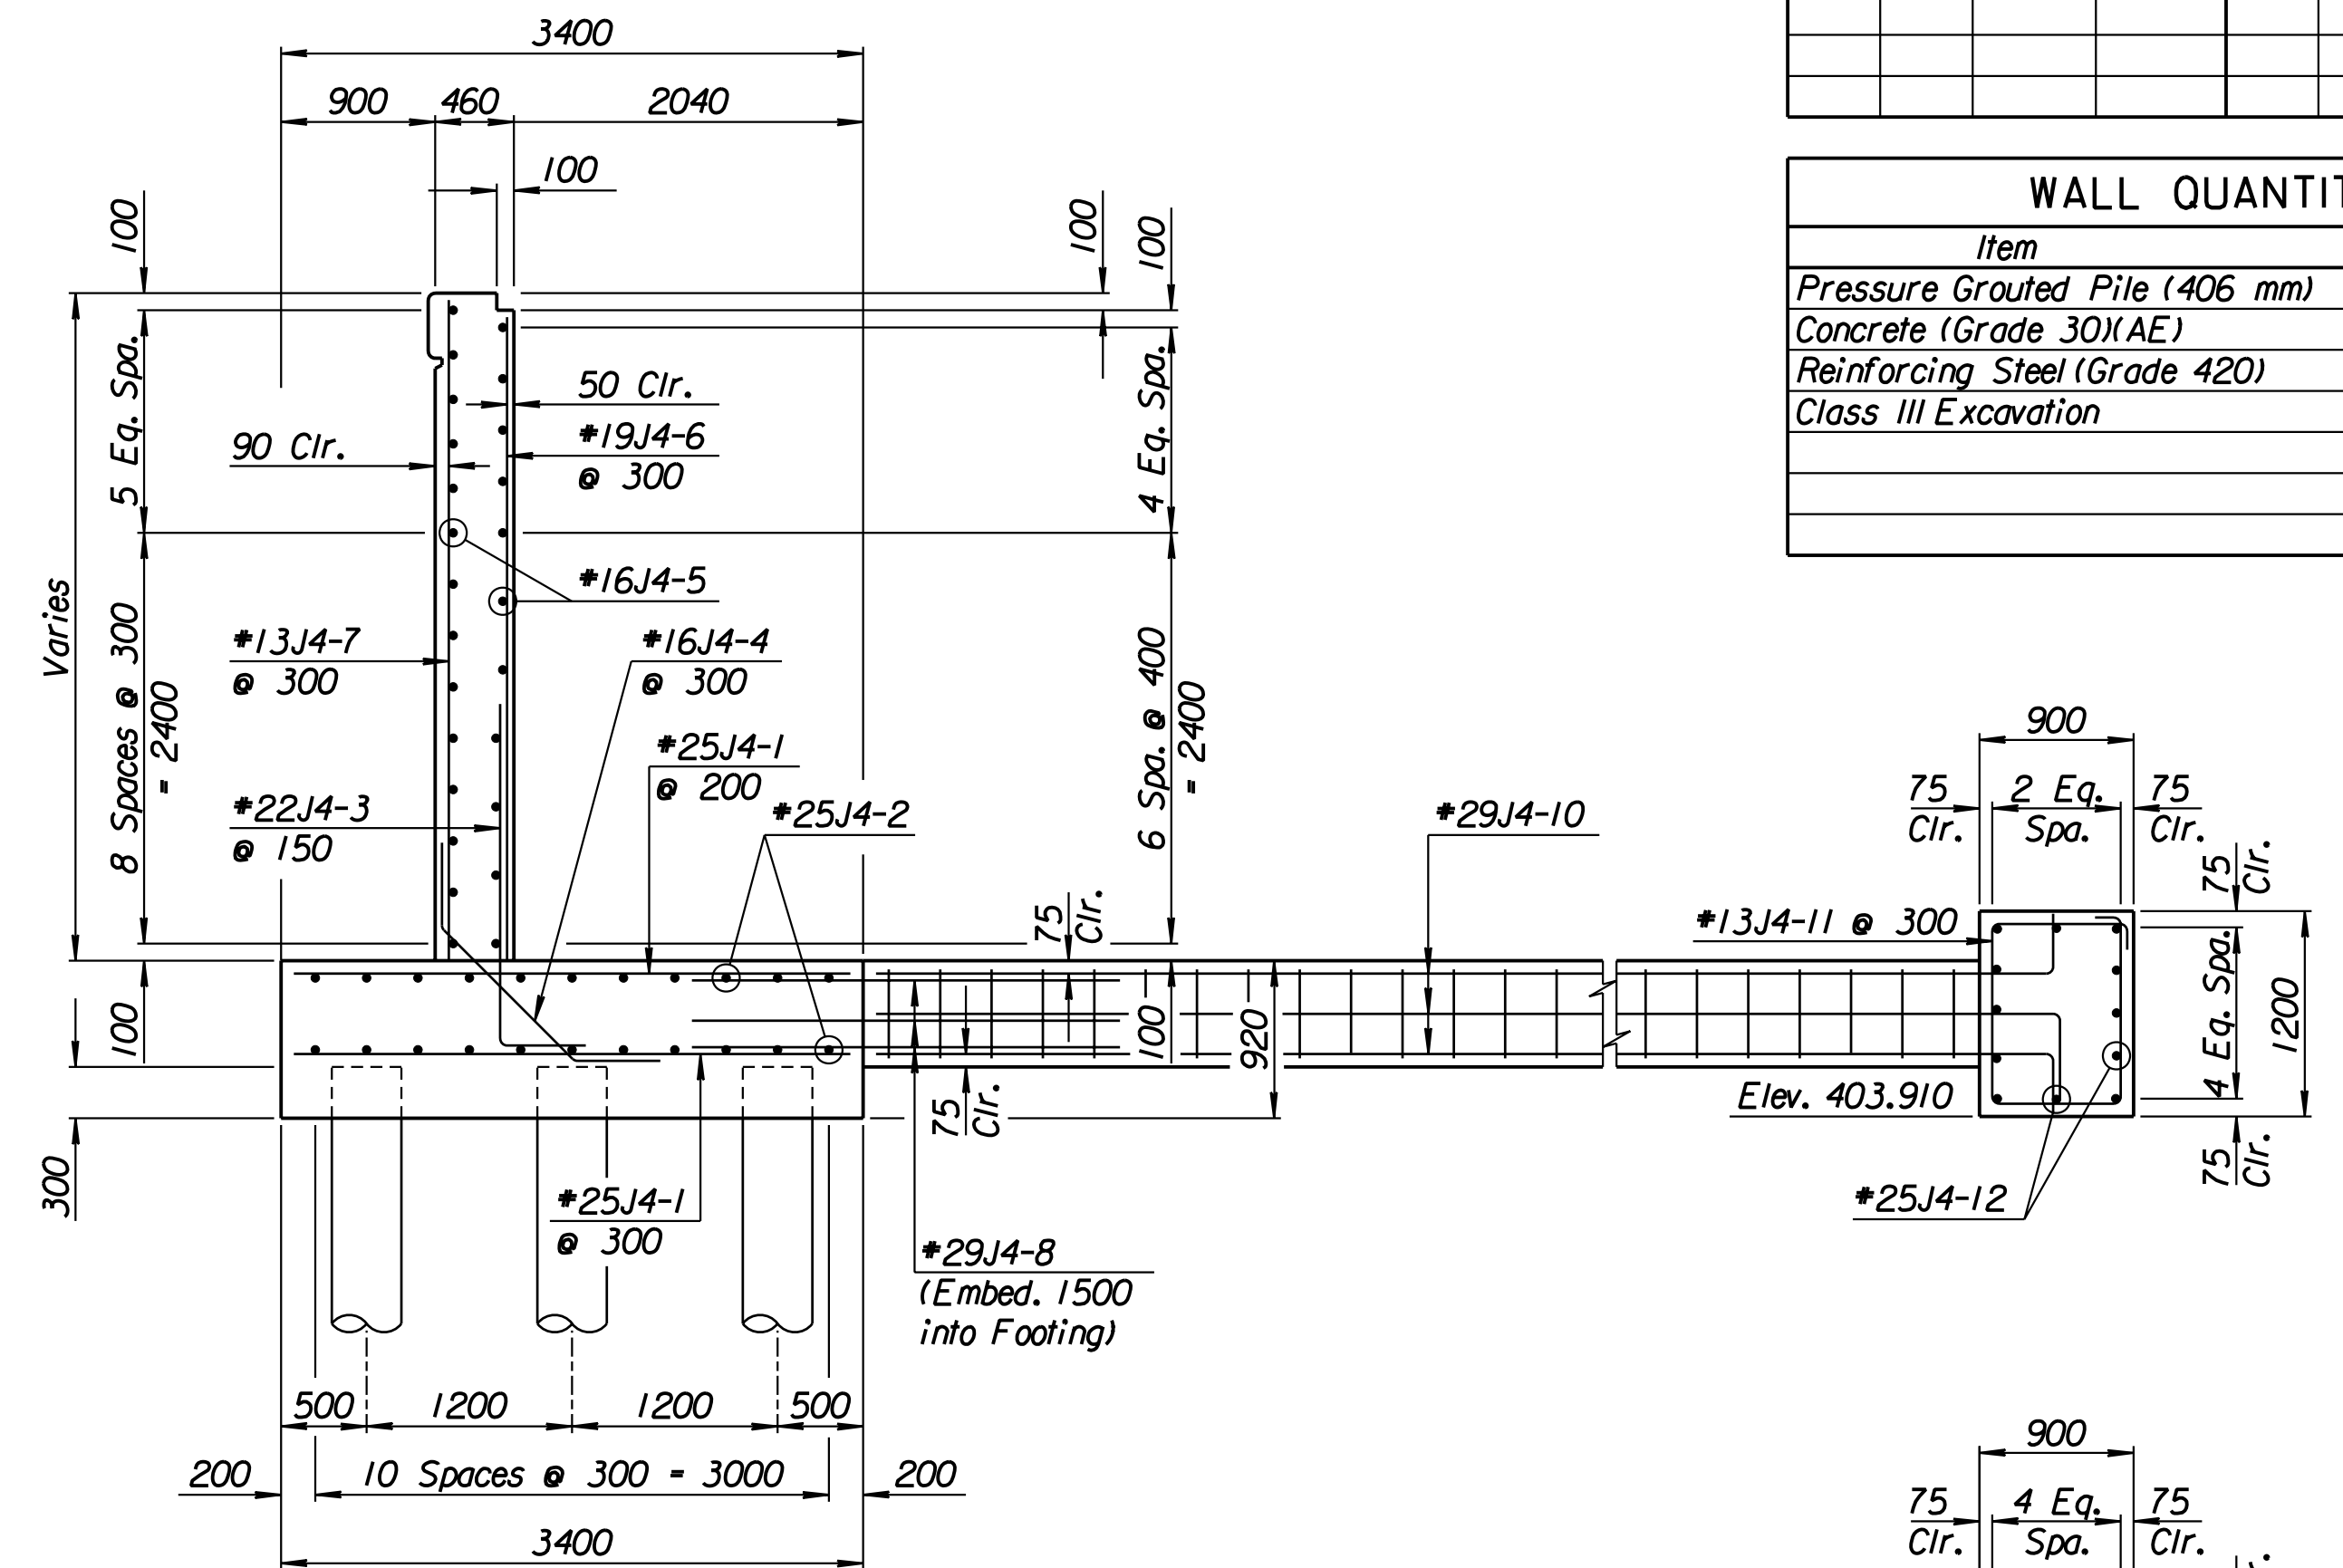 3400
900
460
2040
100
100
100
100
WALL QUANTIT
Item
Pressure Grouted Pile (406 mm)
Concrete (Grade 30)(AE)
Reinforcing Steel (Grade 420)
Class III Excavation
5 Eq. Spa.
4 Eq. Spa.
50 Clr.
#19J4-6
@ 300
90 Clr.
#16J4-5
Varies
8 Spaces @ 300
= 2400
6 Spa. @ 400
= 2400
#13J4-7
@ 300
#16J4-4
@ 300
#25J4-1
@ 200
#22J4-3
@ 150
#25J4-2
#29J4-10
900
75
Clr.
2 Eq.
Spa.
75
Clr.
75
Clr.
75
Clr.
#13J4-11 @ 300
4 Eq. Spa.
1200
100
100
920
75
Clr.
Elev. 403.910
75
Clr.
300
#25J4-1
@ 300
#25J4-12
#29J4-8
(Embed. 1500
into Footing)
500
1200
1200
500
200
10 Spaces @ 300 = 3000
200
3400
900
75
Clr.
4 Eq.
Spa.
75
Clr.